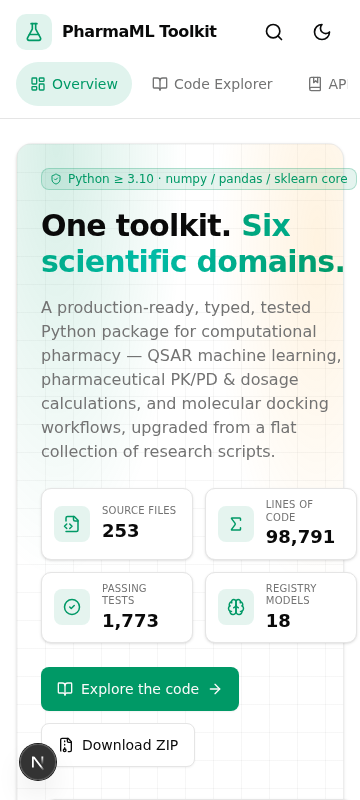 PharmaML Toolkit
Overview
Code Explorer
AP
Python ≥ 3.10 · numpy / pandas / sklearn core
One toolkit. Six
scientific domains.
A production-ready, typed, tested
Python package for computational
pharmacy — QSAR machine learning,
pharmaceutical PK/PD & dosage
calculations, and molecular docking
workflows, upgraded from a flat
collection of research scripts.
SOURCE FILES
253
LINES OF
CODE
98,791
PASSING
TESTS
1,773
REGISTRY
MODELS
18
Explore the code →
Download ZIP
N